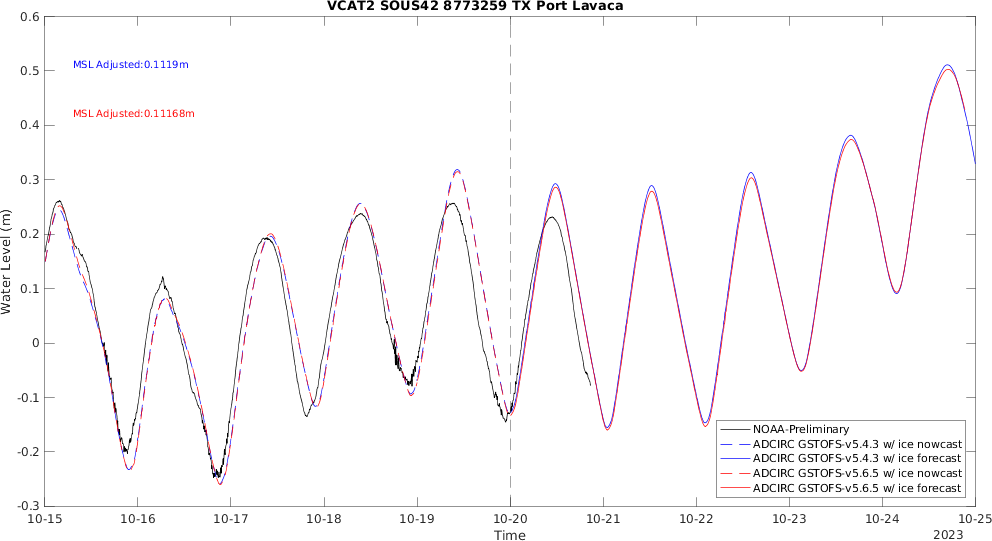 VCAT2 SOUS42 8773259 TX Port Lavaca
0.6
0.5
0.4
0.3
0.2
0.1
0
-0.1
-0.2
-0.3
Water Level (m)
MSL Adjusted:0.1119m
MSL Adjusted:0.11168m
NOAA-Preliminary
ADCIRC GSTOFS-v5.4.3 w/ ice nowcast
ADCIRC GSTOFS-v5.4.3 w/ ice forecast
ADCIRC GSTOFS-v5.6.5 w/ ice nowcast
ADCIRC GSTOFS-v5.6.5 w/ ice forecast
10-15 10-16 10-17 10-18 10-19 10-20 10-21 10-22 10-23 10-24 10-25
Time
2023